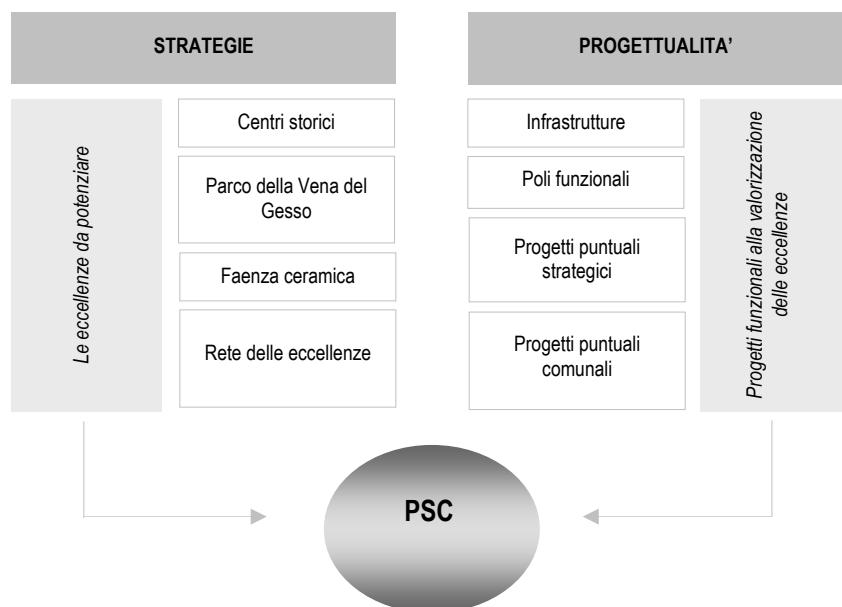 STRATEGIE
Le eccellenze da potenziare
Centri storici
Parco della Vena del
Gesso
Faenza ceramica
Rete delle eccellenze
PROGETTUALITA’
Infrastrutture
Poli funzionali
Progetti puntuali
strategici
Progetti puntuali
comunali
Progetti funzionali alla valorizzazione
delle eccellenze
PSC